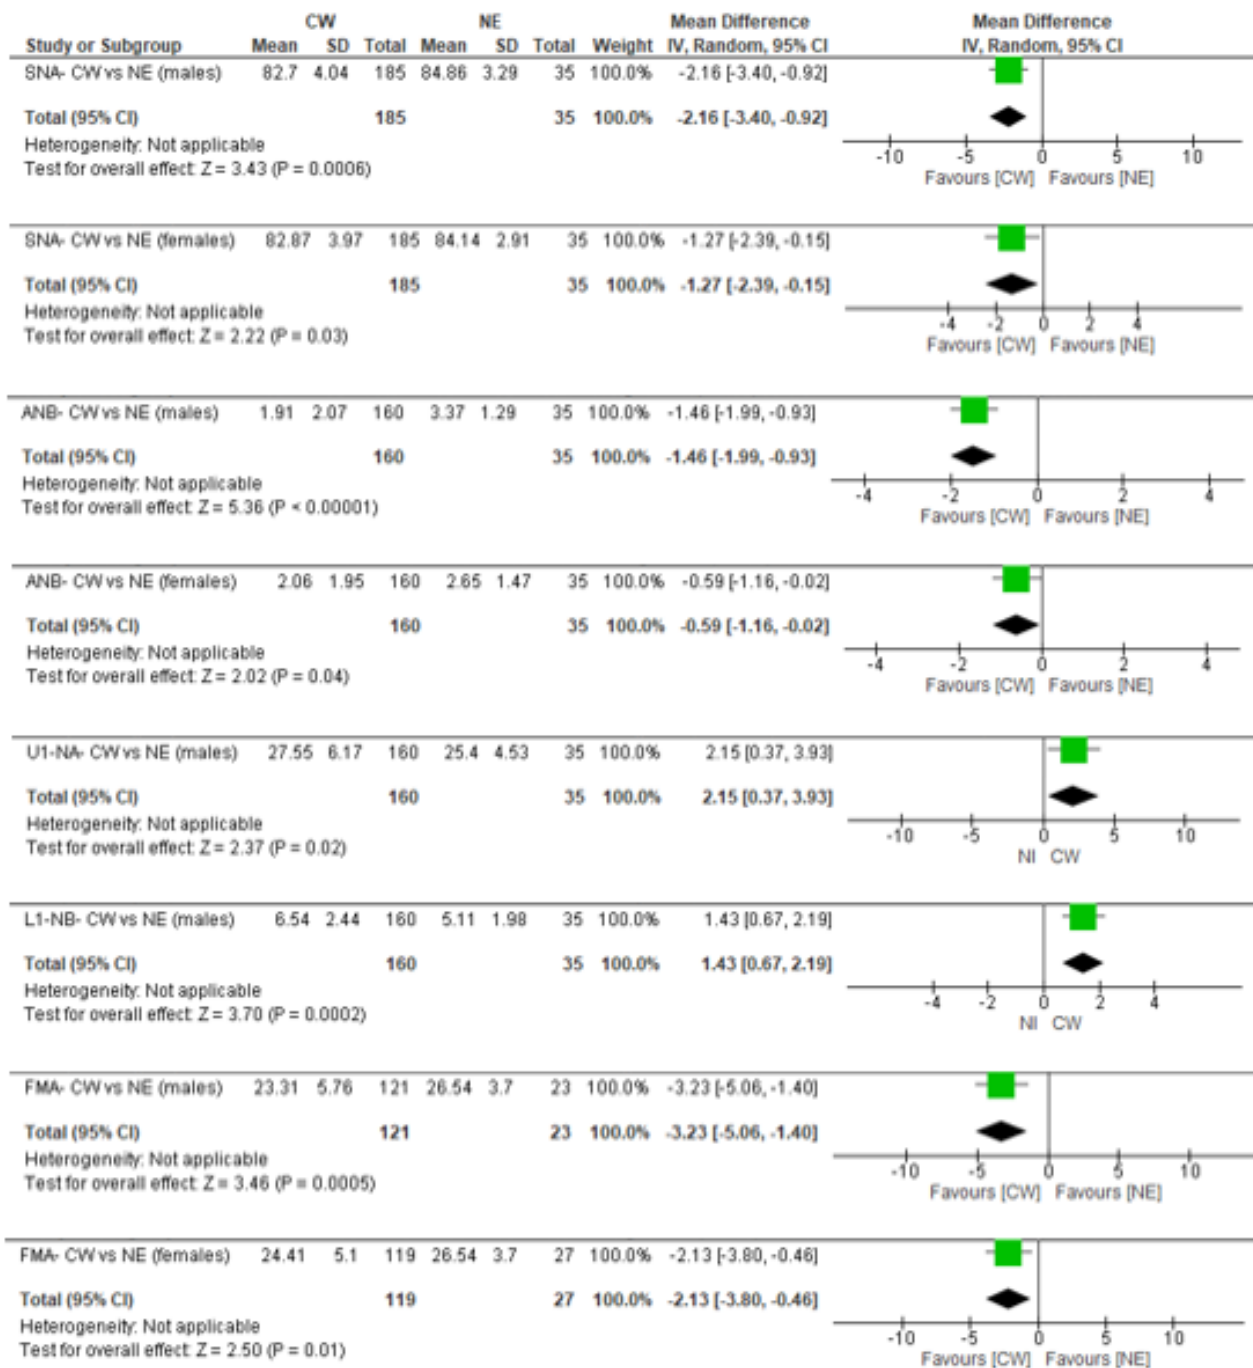 CW NE Mean Difference Mean Difference
Study or Subgroup Mean SD Total Mean SD Total Weight IV, Random, 95% CI IV, Random, 95% CI
SNA- CW vs NE (males) 82.7 4.04 185 84.86 3.29 35 100.0% -2.16 [-3.40, -0.92]
Total (95% CI) 185 35 100.0% -2.16 [-3.40, -0.92]
Heterogeneity: Not applicable
Test for overall effect: Z = 3.43 (P = 0.0006)
-10 -5 0 5 10
Favours [CW] Favours [NE]
SNA- CW vs NE (females) 82.87 3.97 185 84.14 2.91 35 100.0% -1.27 [-2.39, -0.15]
Total (95% CI) 185 35 100.0% -1.27 [-2.39, -0.15]
Heterogeneity: Not applicable
Test for overall effect: Z = 2.22 (P = 0.03)
-4 -2 0 2 4
Favours [CW] Favours [NE]
ANB- CW vs NE (males) 1.91 2.07 160 3.37 1.29 35 100.0% -1.46 [-1.99, -0.93]
Total (95% CI) 160 35 100.0% -1.46 [-1.99, -0.93]
Heterogeneity: Not applicable
Test for overall effect: Z = 5.36 (P < 0.00001)
-4 -2 0 2 4
Favours [CW] Favours [NE]
ANB- CW vs NE (females) 2.06 1.95 160 2.65 1.47 35 100.0% -0.59 [-1.16, -0.02]
Total (95% CI) 160 35 100.0% -0.59 [-1.16, -0.02]
Heterogeneity: Not applicable
Test for overall effect: Z = 2.02 (P = 0.04)
-4 -2 0 2 4
Favours [CW] Favours [NE]
U1-NA- CW vs NE (males) 27.55 6.17 160 25.4 4.53 35 100.0% 2.15 [0.37, 3.93]
Total (95% CI) 160 35 100.0% 2.15 [0.37, 3.93]
Heterogeneity: Not applicable
Test for overall effect: Z = 2.37 (P = 0.02)
-10 -5 0 5 10
NI CW
L1-NB- CW vs NE (males) 6.54 2.44 160 5.11 1.98 35 100.0% 1.43 [0.67, 2.19]
Total (95% CI) 160 35 100.0% 1.43 [0.67, 2.19]
Heterogeneity: Not applicable
Test for overall effect: Z = 3.70 (P = 0.0002)
-4 -2 0 2 4
NI CW
FMA- CW vs NE (males) 23.31 5.76 121 26.54 3.7 23 100.0% -3.23 [-5.06, -1.40]
Total (95% CI) 121 23 100.0% -3.23 [-5.06, -1.40]
Heterogeneity: Not applicable
Test for overall effect: Z = 3.46 (P = 0.0005)
-10 -5 0 5 10
Favours [CW] Favours [NE]
FMA- CW vs NE (females) 24.41 5.1 119 26.54 3.7 27 100.0% -2.13 [-3.80, -0.46]
Total (95% CI) 119 27 100.0% -2.13 [-3.80, -0.46]
Heterogeneity: Not applicable
Test for overall effect: Z = 2.50 (P = 0.01)
-10 -5 0 5 10
Favours [CW] Favours [NE]